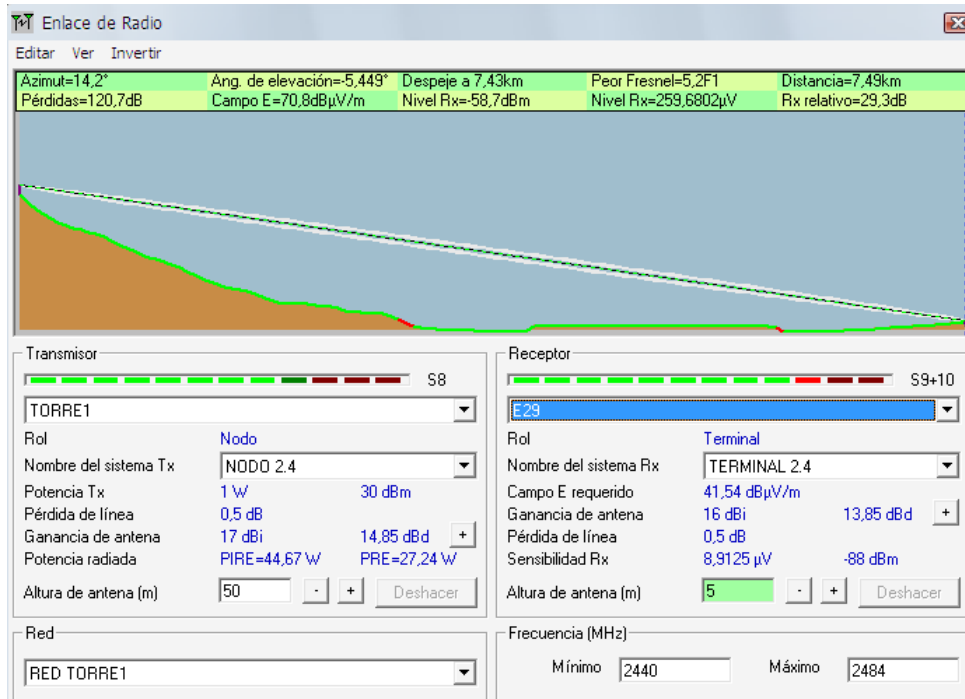 Enlace de Radio
Editar Ver Invertir
Azimut=14,2° Ang. de elevación=-5,449° Despeje a 7,43km Peor Fresnel=5,2F1 Distancia=7,49km
Pérdidas=120,7dB Campo E=70,8dBµV/m Nivel Rx=-58,7dBm Nivel Rx=259,6802µV Rx relativo=29,3dB
Transmisor
S8
TORRE1
Rol Nodo
Nombre del sistema Tx NODO 2.4
Potencia Tx 1 W 30 dBm
Pérdida de línea 0,5 dB
Ganancia de antena 17 dBi 14,85 dBd +
Potencia radiada PIRE=44,67 W PRE=27,24 W
Altura de antena (m) 50 - + Deshacer
Red
RED TORRE1
Receptor
S9+10
E29
Rol Terminal
Nombre del sistema Rx TERMINAL 2.4
Campo E requerido 41,54 dBµV/m
Ganancia de antena 16 dBi 13,85 dBd +
Pérdida de línea 0,5 dB
Sensibilidad Rx 8,9125 µV -88 dBm
Altura de antena (m) 5 - + Deshacer
Frecuencia (MHz)
Mínimo 2440 Máximo 2484